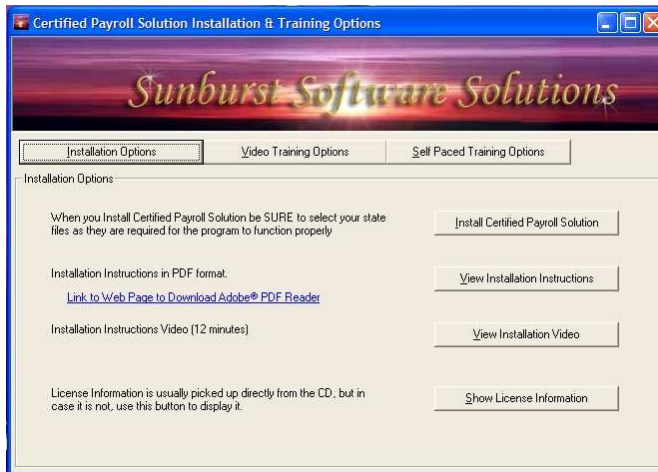 Certified Payroll Solution Installation & Training Options
Sunburst Software Solutions
Installation Options
Video Training Options
Self Paced Training Options
Installation Options
When you Install Certified Payroll Solution be SURE to select your state
files as they are required for the program to function properly
Install Certified Payroll Solution
Installation Instructions in PDF format.
View Installation Instructions
Link to Web Page to Download Adobe® PDF Reader
Installation Instructions Video (12 minutes)
View Installation Video
License Information is usually picked up directly from the CD, but in
case it is not, use this button to display it.
Show License Information